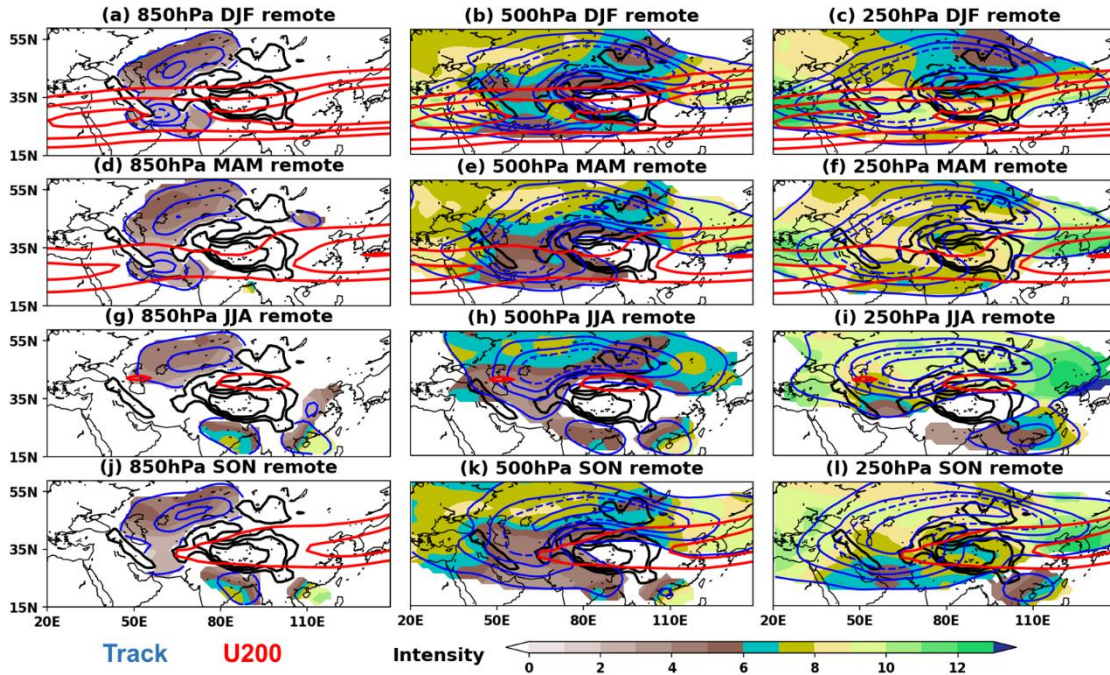 (a) 850hPa DJF remote
(b) 500hPa DJF remote
(c) 250hPa DJF remote
55N
35N
15N
(d) 850hPa MAM remote
(e) 500hPa MAM remote
(f) 250hPa MAM remote
55N
35N
15N
(g) 850hPa JJA remote
(h) 500hPa JJA remote
(i) 250hPa JJA remote
55N
35N
15N
(j) 850hPa SON remote
(k) 500hPa SON remote
(l) 250hPa SON remote
55N
35N
15N
20E 50E 80E 110E
20E 50E 80E 110E
20E 50E 80E 110E
Track U200 Intensity
0 2 4 6 8 10 12